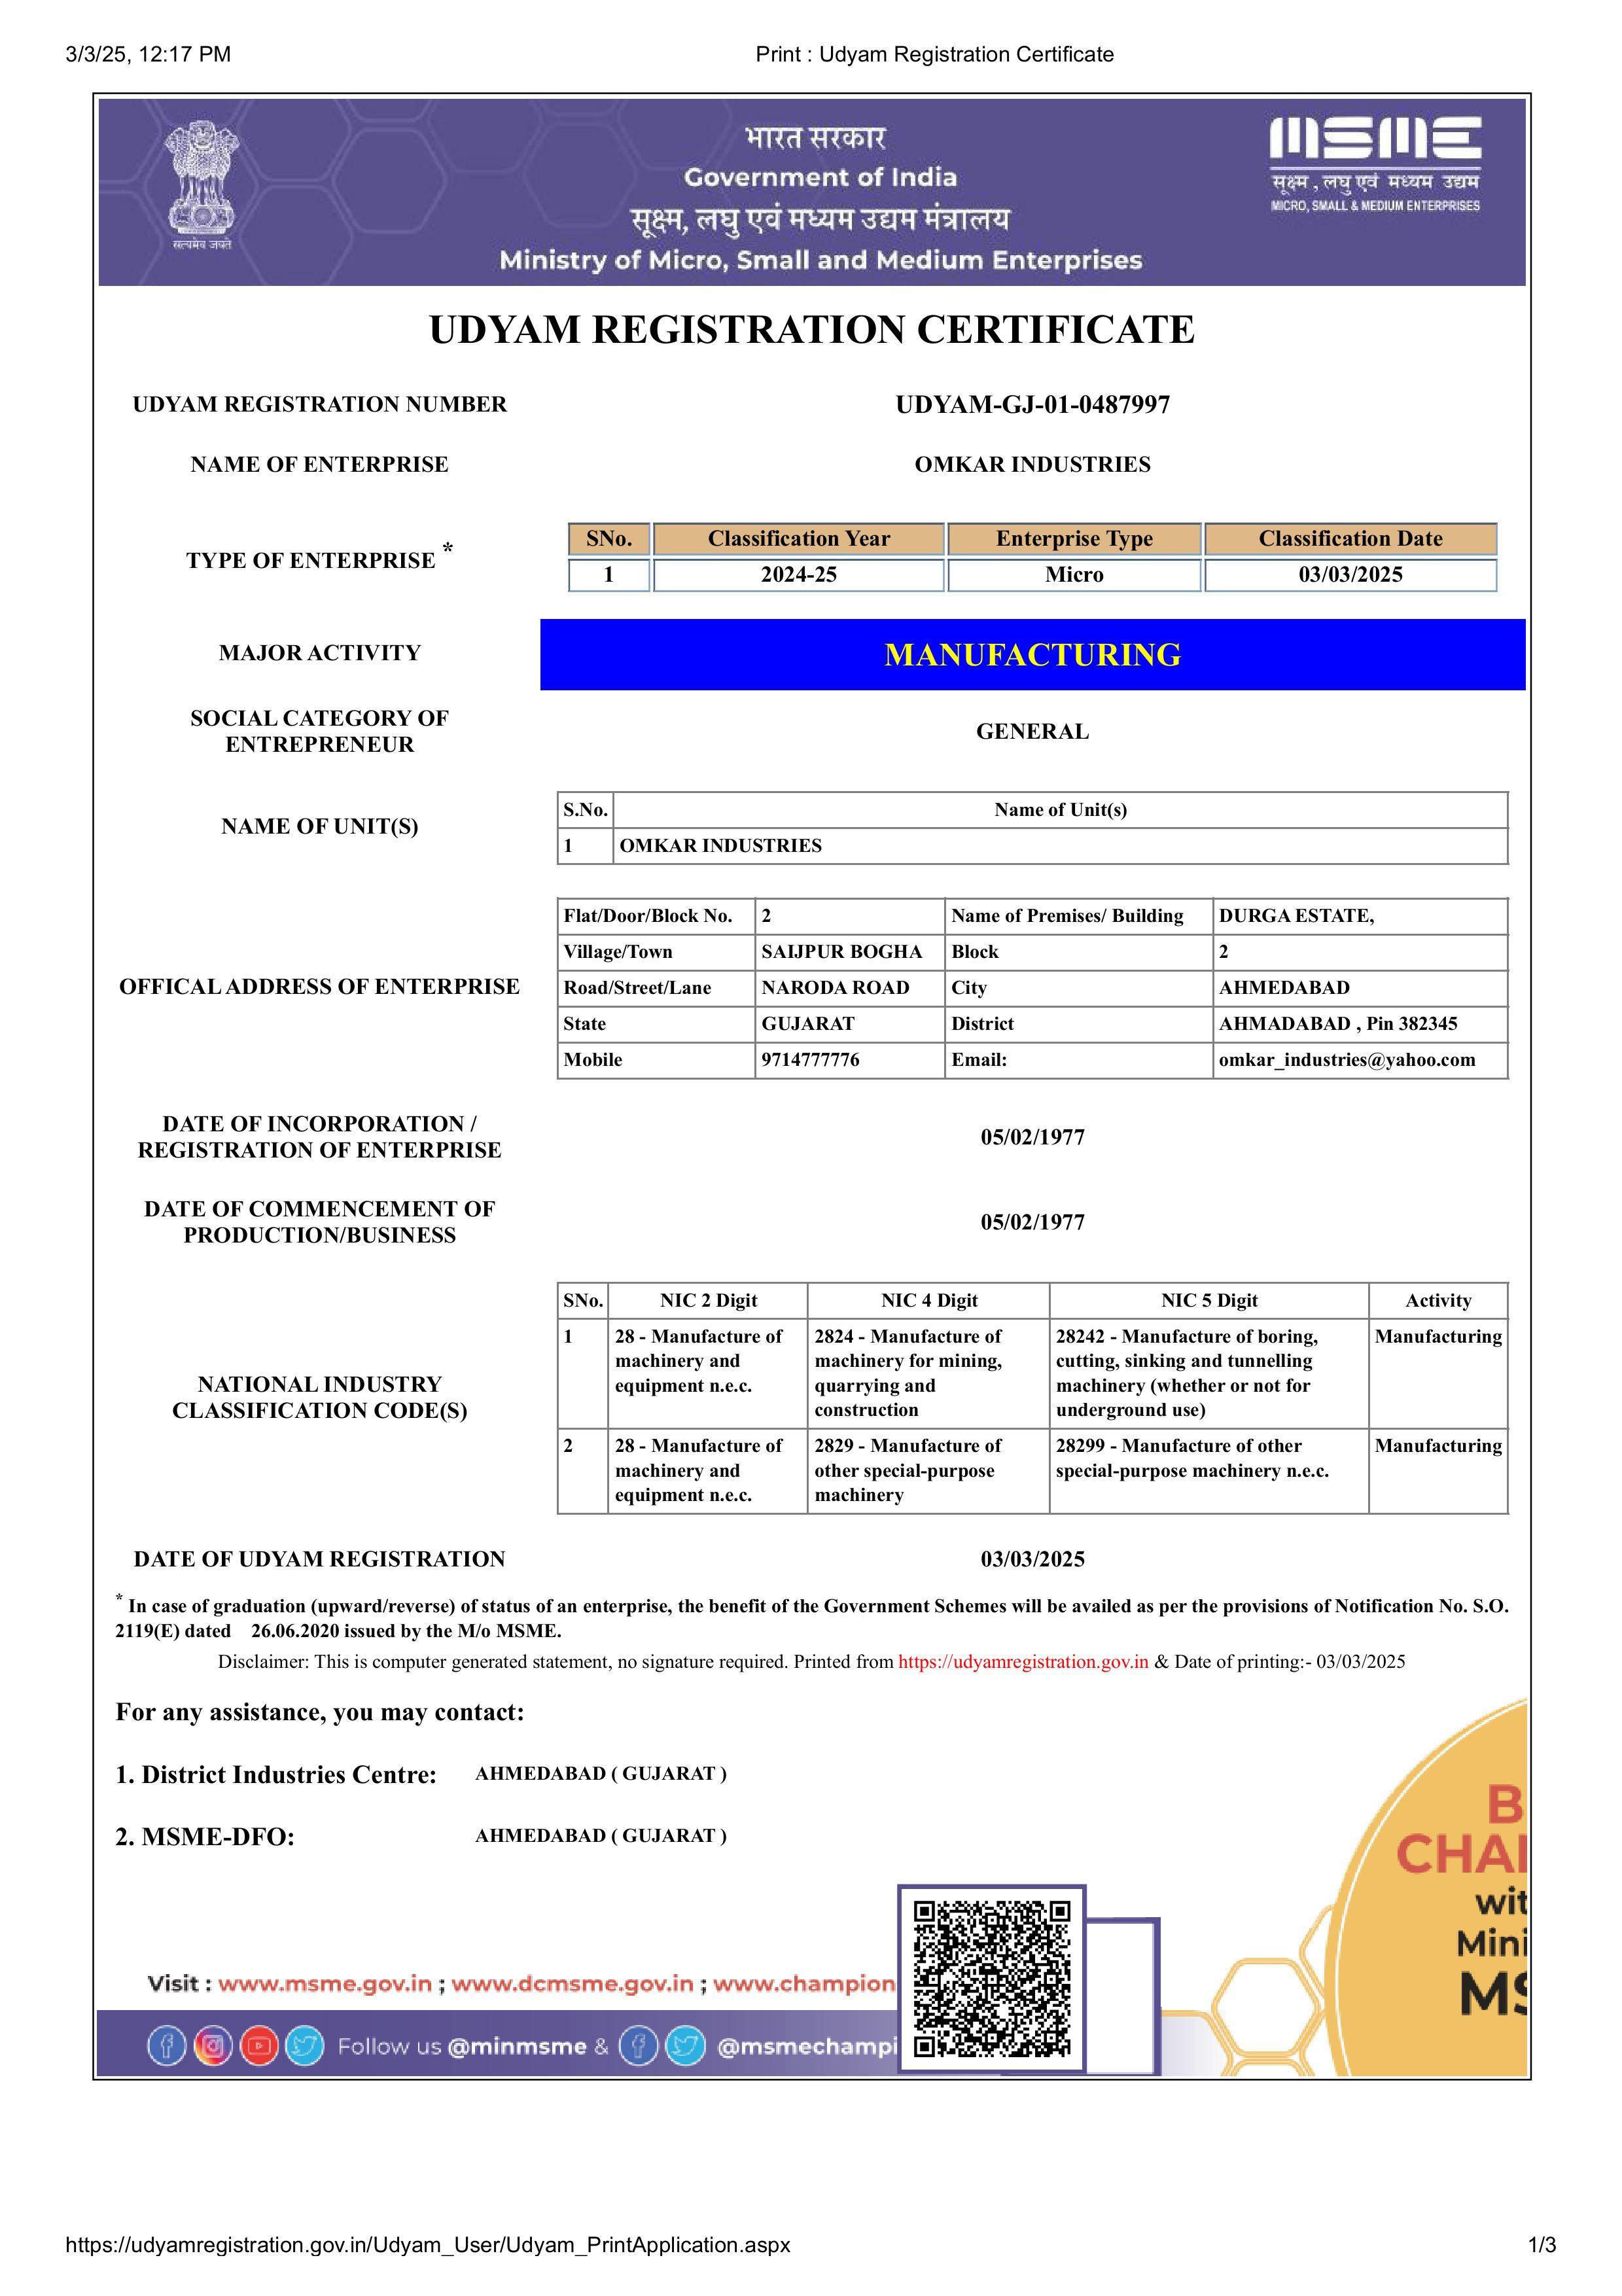 3/3/25, 12:17 PM
Print : Udyam Registration Certificate
सत्यमेव जयते
भारत सरकार
Government of India
सूक्ष्म, लघु एवं मध्यम उद्यम मंत्रालय
Ministry of Micro, Small and Medium Enterprises
MSME
सूक्ष्म, लघु एवं मध्यम उद्यम
MICRO, SMALL & MEDIUM ENTERPRISES
UDYAM REGISTRATION CERTIFICATE
UDYAM REGISTRATION NUMBER
UDYAM-GJ-01-0487997
NAME OF ENTERPRISE
OMKAR INDUSTRIES
TYPE OF ENTERPRISE *
SNo. Classification Year Enterprise Type Classification Date
1 2024-25 Micro 03/03/2025
MAJOR ACTIVITY
MANUFACTURING
SOCIAL CATEGORY OF
ENTREPRENEUR
GENERAL
NAME OF UNIT(S)
S.No. Name of Unit(s)
1 OMKAR INDUSTRIES
OFFICAL ADDRESS OF ENTERPRISE
Flat/Door/Block No. 2 Name of Premises/ Building DURGA ESTATE,
Village/Town SAIJPUR BOGHA Block 2
Road/Street/Lane NARODA ROAD City AHMEDABAD
State GUJARAT District AHMADABAD , Pin 382345
Mobile 9714777776 Email: omkar_industries@yahoo.com
DATE OF INCORPORATION /
REGISTRATION OF ENTERPRISE
05/02/1977
DATE OF COMMENCEMENT OF
PRODUCTION/BUSINESS
05/02/1977
NATIONAL INDUSTRY
CLASSIFICATION CODE(S)
SNo. NIC 2 Digit NIC 4 Digit NIC 5 Digit Activity
1 28 - Manufacture of 2824 - Manufacture of 28242 - Manufacture of boring, Manufacturing
machinery and machinery for mining, cutting, sinking and tunnelling
equipment n.e.c. quarrying and machinery (whether or not for
construction underground use)
2 28 - Manufacture of 2829 - Manufacture of 28299 - Manufacture of other Manufacturing
machinery and other special-purpose special-purpose machinery n.e.c.
equipment n.e.c. machinery
DATE OF UDYAM REGISTRATION
03/03/2025
* In case of graduation (upward/reverse) of status of an enterprise, the benefit of the Government Schemes will be availed as per the provisions of Notification No. S.O.
2119(E) dated 26.06.2020 issued by the M/o MSME.
Disclaimer: This is computer generated statement, no signature required. Printed from https://udyamregistration.gov.in & Date of printing:- 03/03/2025
For any assistance, you may contact:
1. District Industries Centre: AHMEDABAD ( GUJARAT )
2. MSME-DFO: AHMEDABAD ( GUJARAT )
B
CHA
wit
Mini
MS
Visit : www.msme.gov.in ; www.dcmsme.gov.in ; www.champion
Follow us @minmsme & @msmechampi
https://udyamregistration.gov.in/Udyam_User/Udyam_PrintApplication.aspx
1/3